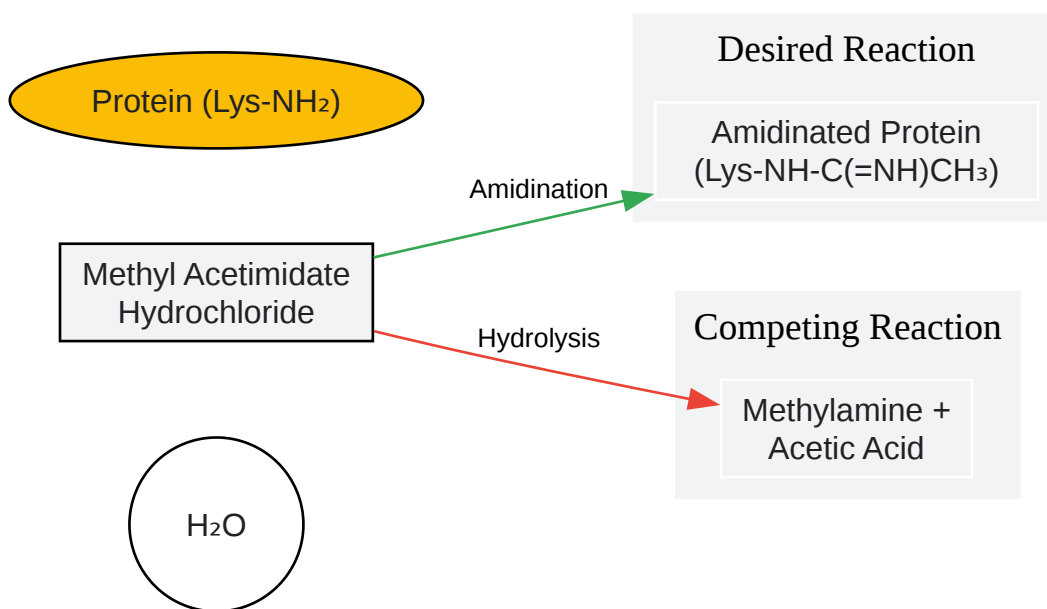 Desired Reaction
Protein (Lys-NH₂)
Amidinated Protein
(Lys-NH-C(=NH)CH₃)
Amidination
Methyl Acetimidate
Hydrochloride
Competing Reaction
Hydrolysis
Methylamine +
Acetic Acid
H₂O